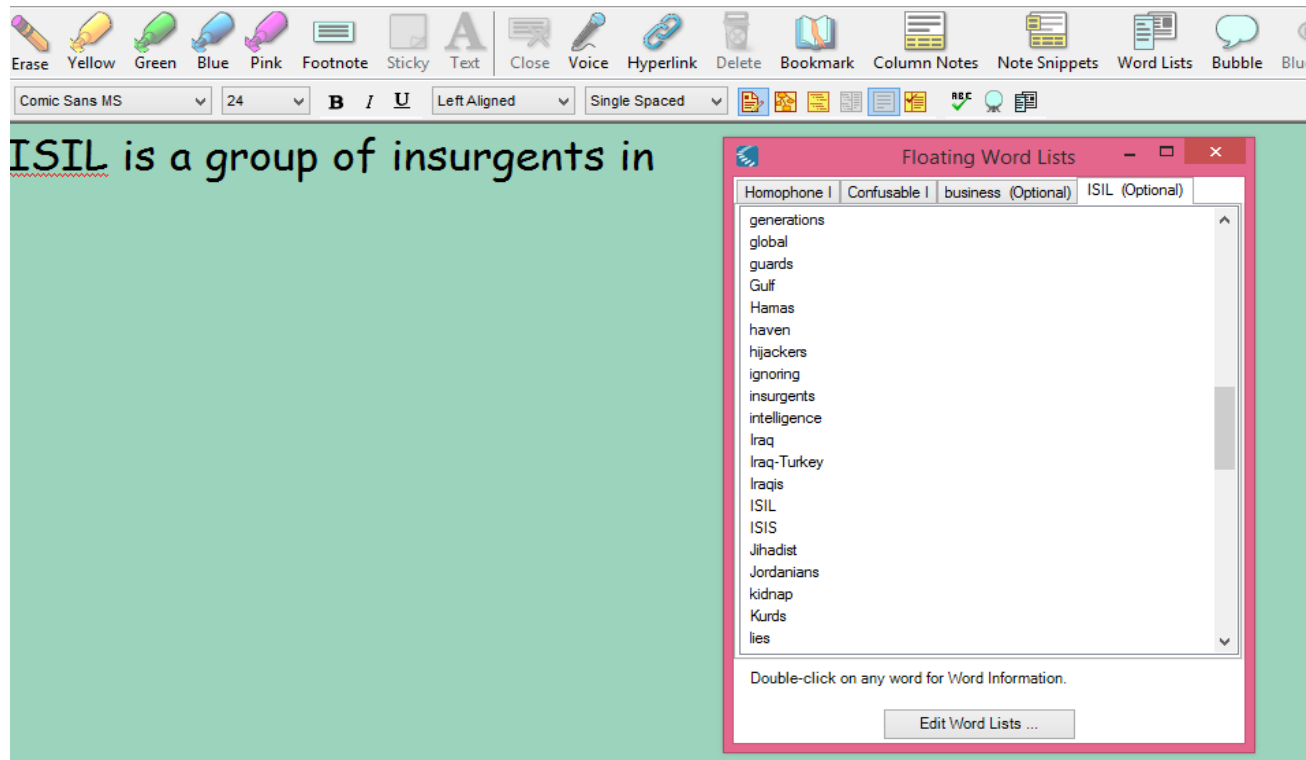 Erase Yellow Green Blue Pink Footnote Sticky Text Close Voice Hyperlink Delete Bookmark Column Notes Note Snippets Word Lists Bubble
Comic Sans MS 24 B I U Left Aligned Single Spaced ABC
ISIL is a group of insurgents in
Floating Word Lists
Homophone l Confusable l business (Optional) ISIL (Optional)
generations
global
guards
Gulf
Hamas
haven
hijackers
ignoring
insurgents
intelligence
Iraq
Iraq-Turkey
Iraqis
ISIL
ISIS
Jihadist
Jordanians
kidnap
Kurds
lies
Double-click on any word for Word Information.
Edit Word Lists ...